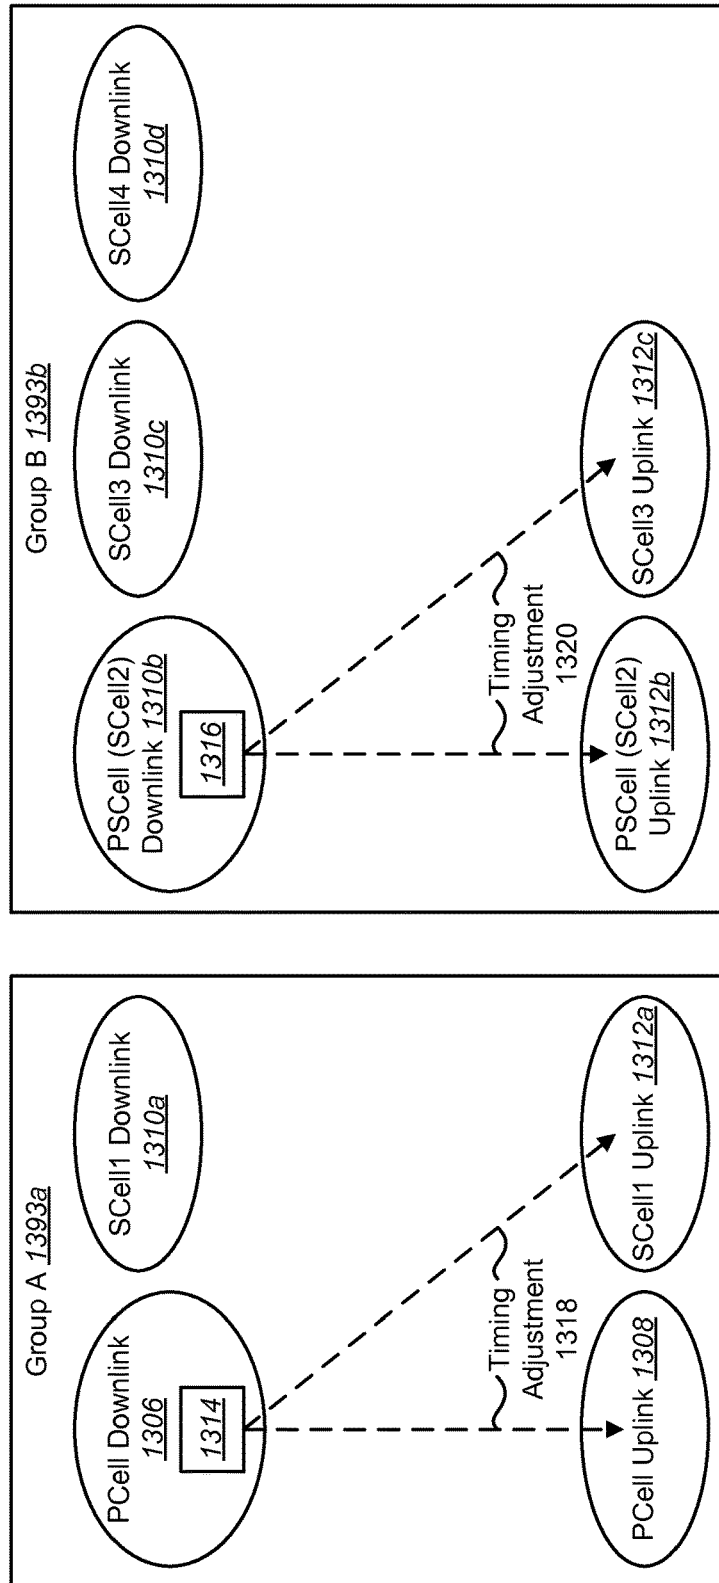 Group A 1393a
PCell Downlink
1306
1314
SCell1 Downlink
1310a
Timing
Adjustment
1318
PCell Uplink 1308
SCell1 Uplink 1312a
Group B 1393b
PSCell (SCell2)
Downlink 1310b
1316
SCell3 Downlink
1310c
SCell4 Downlink
1310d
Timing
Adjustment
1320
PSCell (SCell2)
Uplink 1312b
SCell3 Uplink 1312c